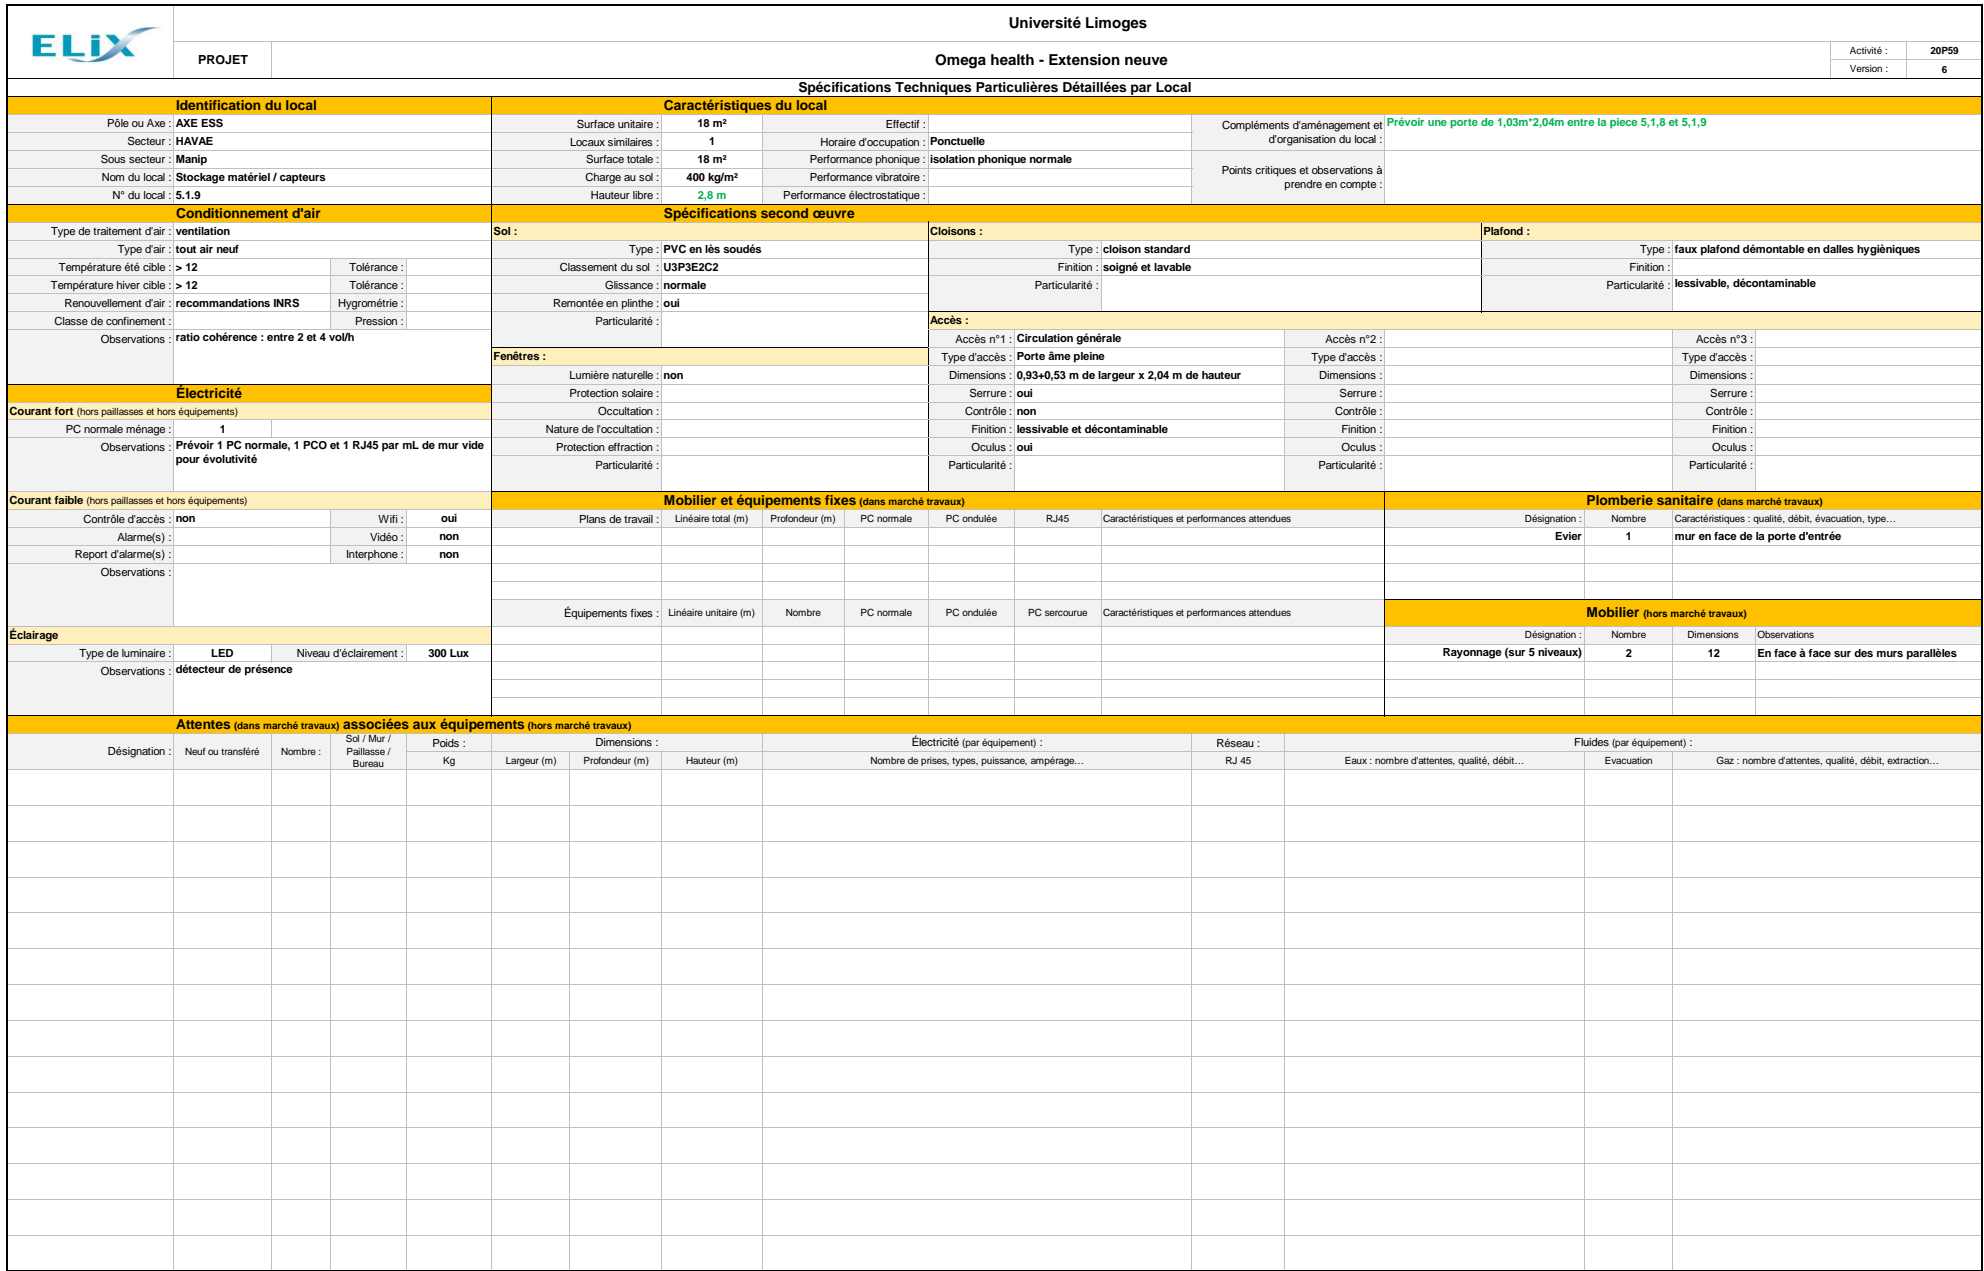 ELiX
Université Limoges
PROJET
Omega health - Extension neuve
Activité : 20P59
Version : 6
Spécifications Techniques Particulières Détaillées par Local
Identification du local
Pôle ou Axe : AXE ESS
Secteur : HAVAE
Sous secteur : Manip
Nom du local : Stockage matériel / capteurs
N° du local : 5.1.9
Caractéristiques du local
Surface unitaire : 18 m² Effectif :
Locaux similaires : 1 Horaire d'occupation : Ponctuelle
Surface totale : 18 m² Performance phonique : isolation phonique normale
Charge au sol : 400 kg/m² Performance vibratoire :
Hauteur libre : 2,8 m Performance électrostatique :
Compléments d'aménagement et d'organisation du local : Prévoir une porte de 1,03m*2,04m entre la piece 5,1,8 et 5,1,9
Points critiques et observations à prendre en compte :
Conditionnement d'air
Type de traitement d'air : ventilation
Type d'air : tout air neuf
Température été cible : > 12 Tolérance :
Température hiver cible : > 12 Tolérance :
Renouvellement d'air : recommandations INRS Hygrométrie :
Classe de confinement : Pression :
Observations : ratio cohérence : entre 2 et 4 vol/h
Spécifications second œuvre
Sol :
Type : PVC en lès soudés
Classement du sol : U3P3E2C2
Glissance : normale
Remontée en plinthe : oui
Particularité :
Cloisons :
Type : cloison standard
Finition : soigné et lavable
Particularité :
Plafond :
Type : faux plafond démontable en dalles hygièniques
Finition :
Particularité : lessivable, décontaminable
Fenêtres :
Lumière naturelle : non
Protection solaire :
Occultation :
Nature de l'occultation :
Protection effraction :
Particularité :
Accès :
Accès n°1 : Circulation générale Accès n°2 : Accès n°3 :
Type d'accès : Porte âme pleine Type d'accès : Type d'accès :
Dimensions : 0,93+0,53 m de largeur x 2,04 m de hauteur Dimensions : Dimensions :
Serrure : oui Serrure : Serrure :
Contrôle : non Contrôle : Contrôle :
Finition : lessivable et décontaminable Finition : Finition :
Oculus : oui Oculus : Oculus :
Particularité : Particularité : Particularité :
Électricité
Courant fort (hors paillasses et hors équipements)
PC normale ménage : 1
Observations : Prévoir 1 PC normale, 1 PCO et 1 RJ45 par mL de mur vide
pour évolutivité
Courant faible (hors paillasses et hors équipements)
Contrôle d'accès : non Wifi : oui
Alarme(s) : Vidéo : non
Report d'alarme(s) : Interphone : non
Observations :
Éclairage
Type de luminaire : LED Niveau d'éclairement : 300 Lux
Observations : détecteur de présence
Mobilier et équipements fixes (dans marché travaux)
Plans de travail : Linéaire total (m) Profondeur (m) PC normale PC ondulée RJ45 Caractéristiques et performances attendues
Équipements fixes : Linéaire unitaire (m) Nombre PC normale PC ondulée PC sercourue Caractéristiques et performances attendues
Plomberie sanitaire (dans marché travaux)
Désignation : Nombre Caractéristiques : qualité, débit, évacuation, type…
Evier 1 mur en face de la porte d'entrée
Mobilier (hors marché travaux)
Désignation : Nombre Dimensions Observations
Rayonnage (sur 5 niveaux) 2 12 En face à face sur des murs parallèles
Attentes (dans marché travaux) associées aux équipements (hors marché travaux)
Désignation : Neuf ou transféré Nombre : Sol / Mur / Paillasse / Bureau Poids : Dimensions : Électricité (par équipement) : Réseau : Fluides (par équipement) :
Kg Largeur (m) Profondeur (m) Hauteur (m) Nombre de prises, types, puissance, ampérage… RJ 45 Eaux : nombre d'attentes, qualité, débit… Evacuation Gaz : nombre d'attentes, qualité, débit, extraction…